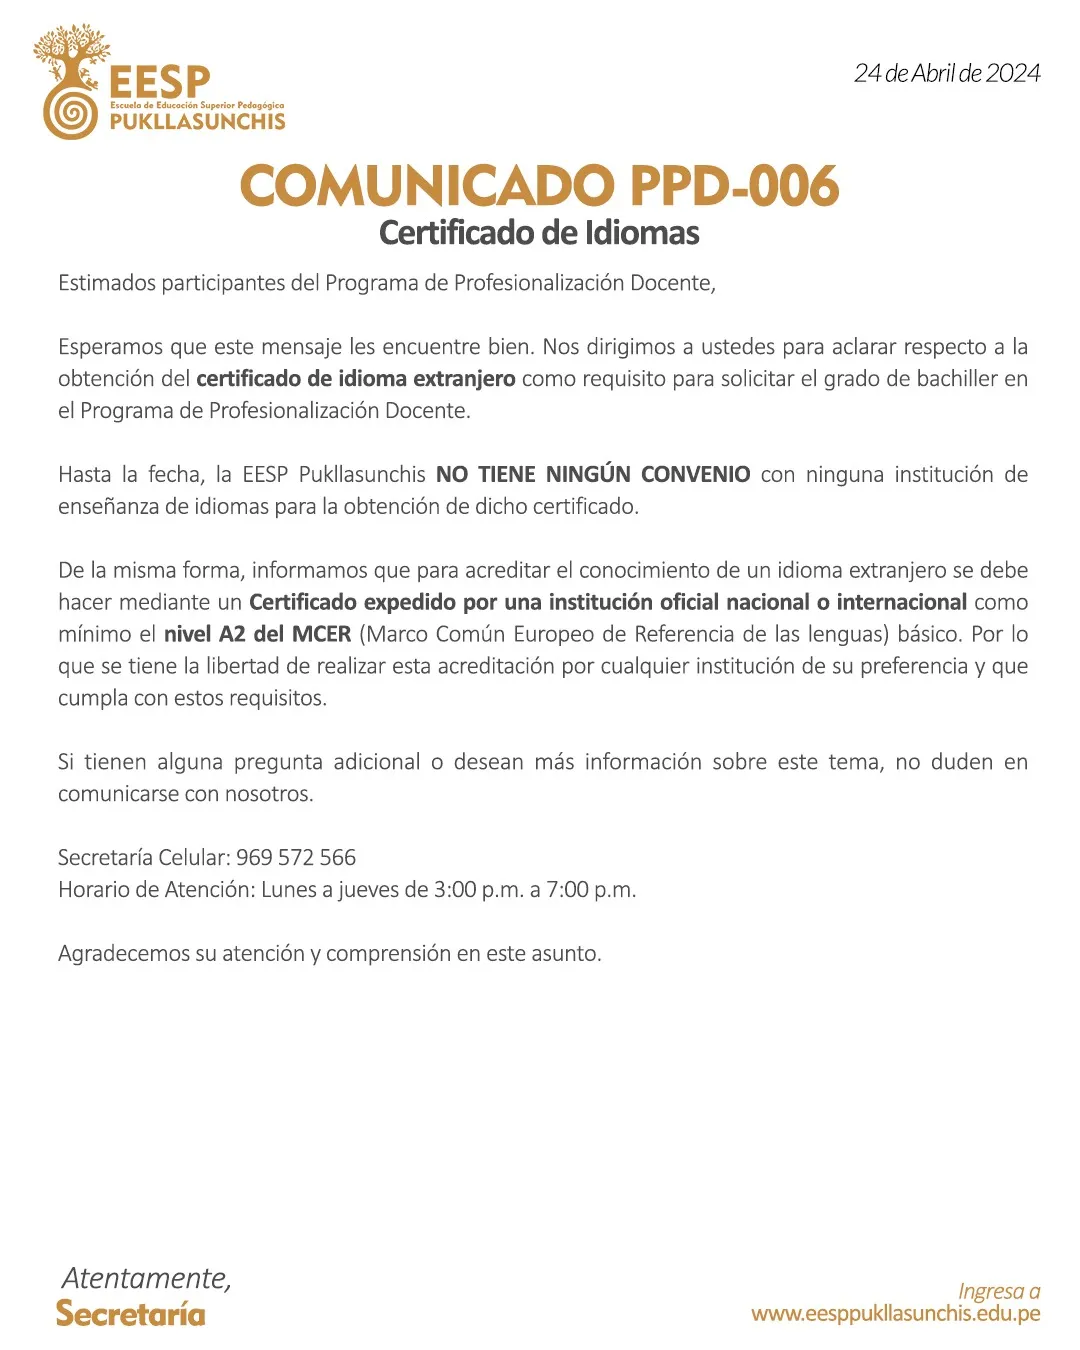 EESP
Escuela de Educación Superior Pedagógica
PUKLLASUNCHIS
24 de Abril de 2024
COMUNICADO PPD-006
Certificado de Idiomas
Estimados participantes del Programa de Profesionalización Docente,
Esperamos que este mensaje les encuentre bien. Nos dirigimos a ustedes para aclarar respecto a la
obtención del certificado de idioma extranjero como requisito para solicitar el grado de bachiller en
el Programa de Profesionalización Docente.
Hasta la fecha, la EESP Pukllasunchis NO TIENE NINGÚN CONVENIO con ninguna institución de
enseñanza de idiomas para la obtención de dicho certificado.
De la misma forma, informamos que para acreditar el conocimiento de un idioma extranjero se debe
hacer mediante un Certificado expedido por una institución oficial nacional o internacional como
mínimo el nivel A2 del MCER (Marco Común Europeo de Referencia de las lenguas) básico. Por lo
que se tiene la libertad de realizar esta acreditación por cualquier institución de su preferencia y que
cumpla con estos requisitos.
Si tienen alguna pregunta adicional o desean más información sobre este tema, no duden en
comunicarse con nosotros.
Secretaría Celular: 969 572 566
Horario de Atención: Lunes a jueves de 3:00 p.m. a 7:00 p.m.
Agradecemos su atención y comprensión en este asunto.
Atentamente,
Secretaría
Ingresa a
www.eesppukllasunchis.edu.pe